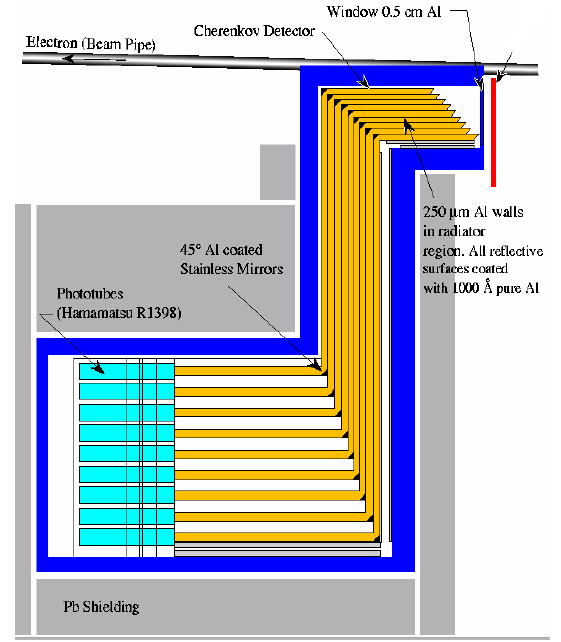 Window 0.5 cm Al
Cherenkov Detector
Electron (Beam Pipe)
250 µm Al walls
in radiator
region. All reflective
surfaces coated
with 1000 Å pure Al
45° Al coated
Stainless Mirrors
Phototubes
(Hamamatsu R1398)
Pb Shielding